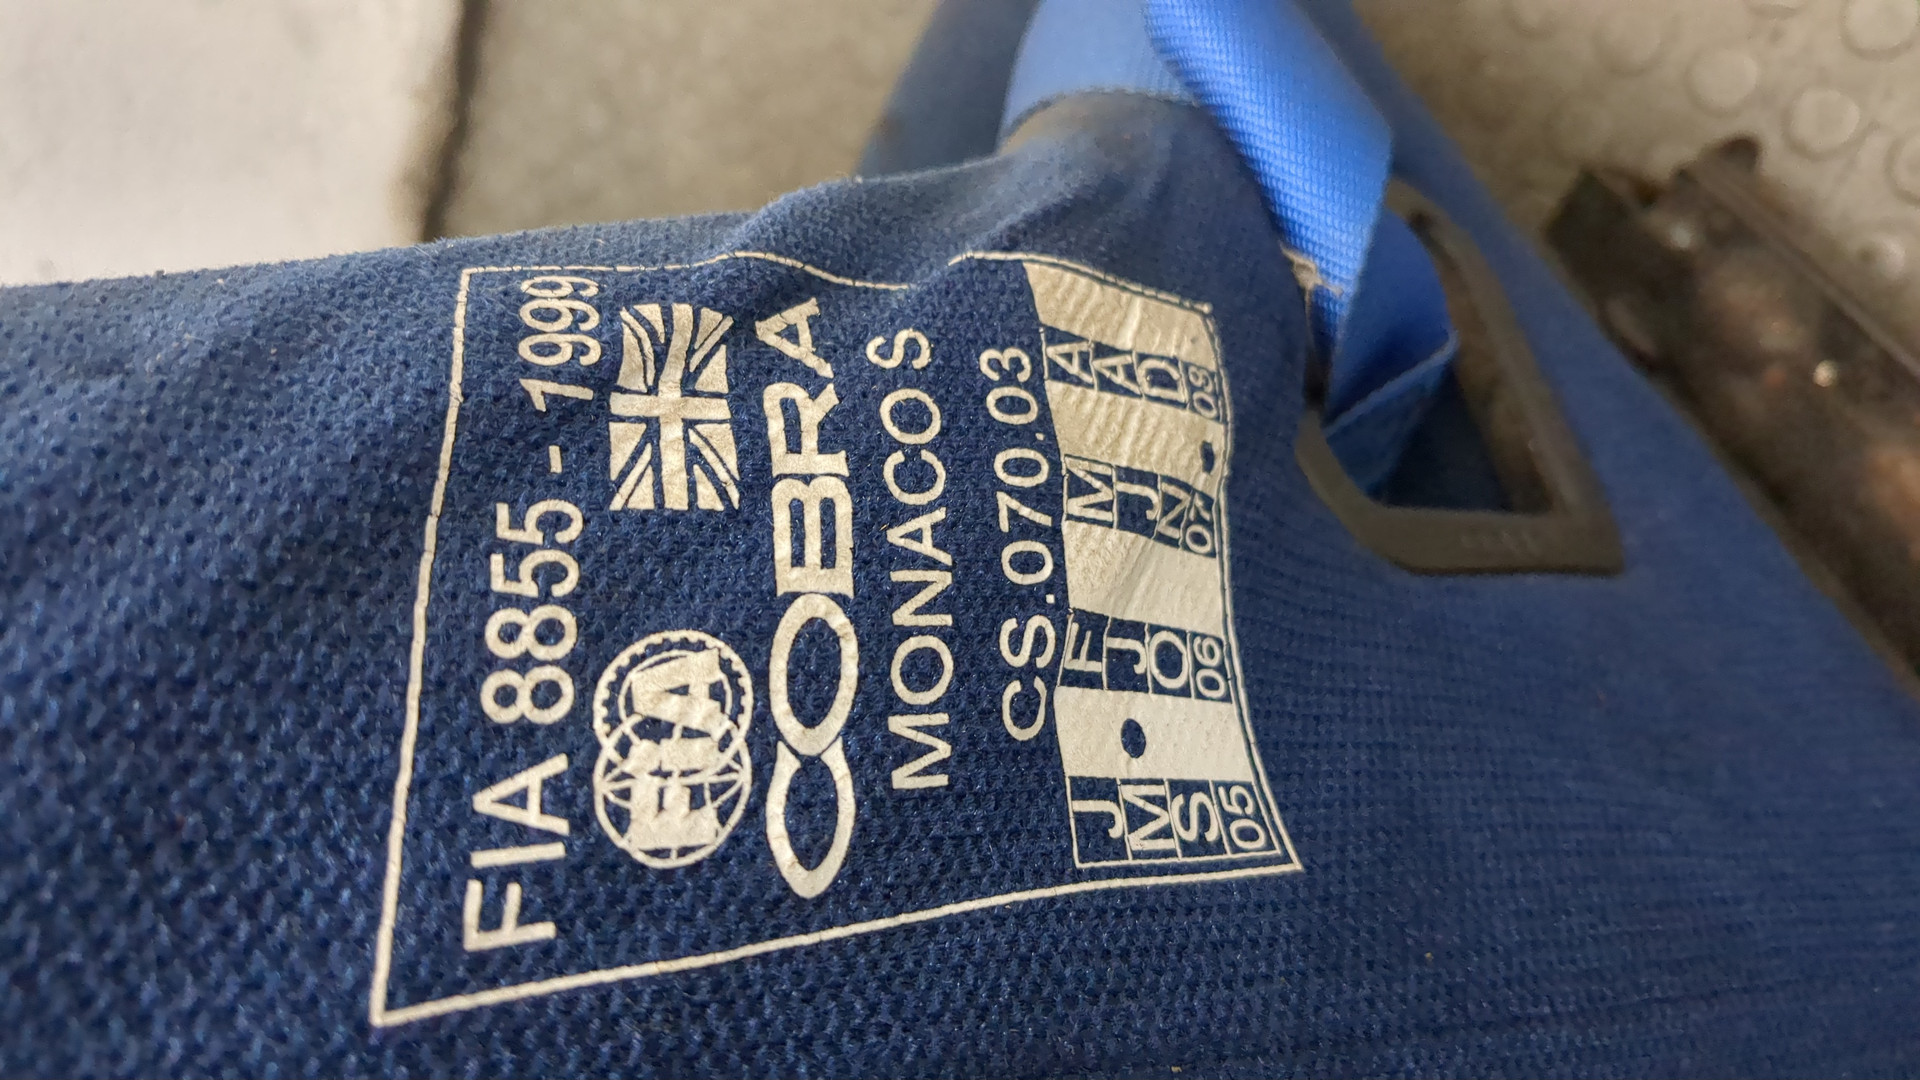 FIA 8855-1999
FIA
COBRA
MONACO S
CS.070.03
J F M A
M J J A
S O N D
05 06 07 08